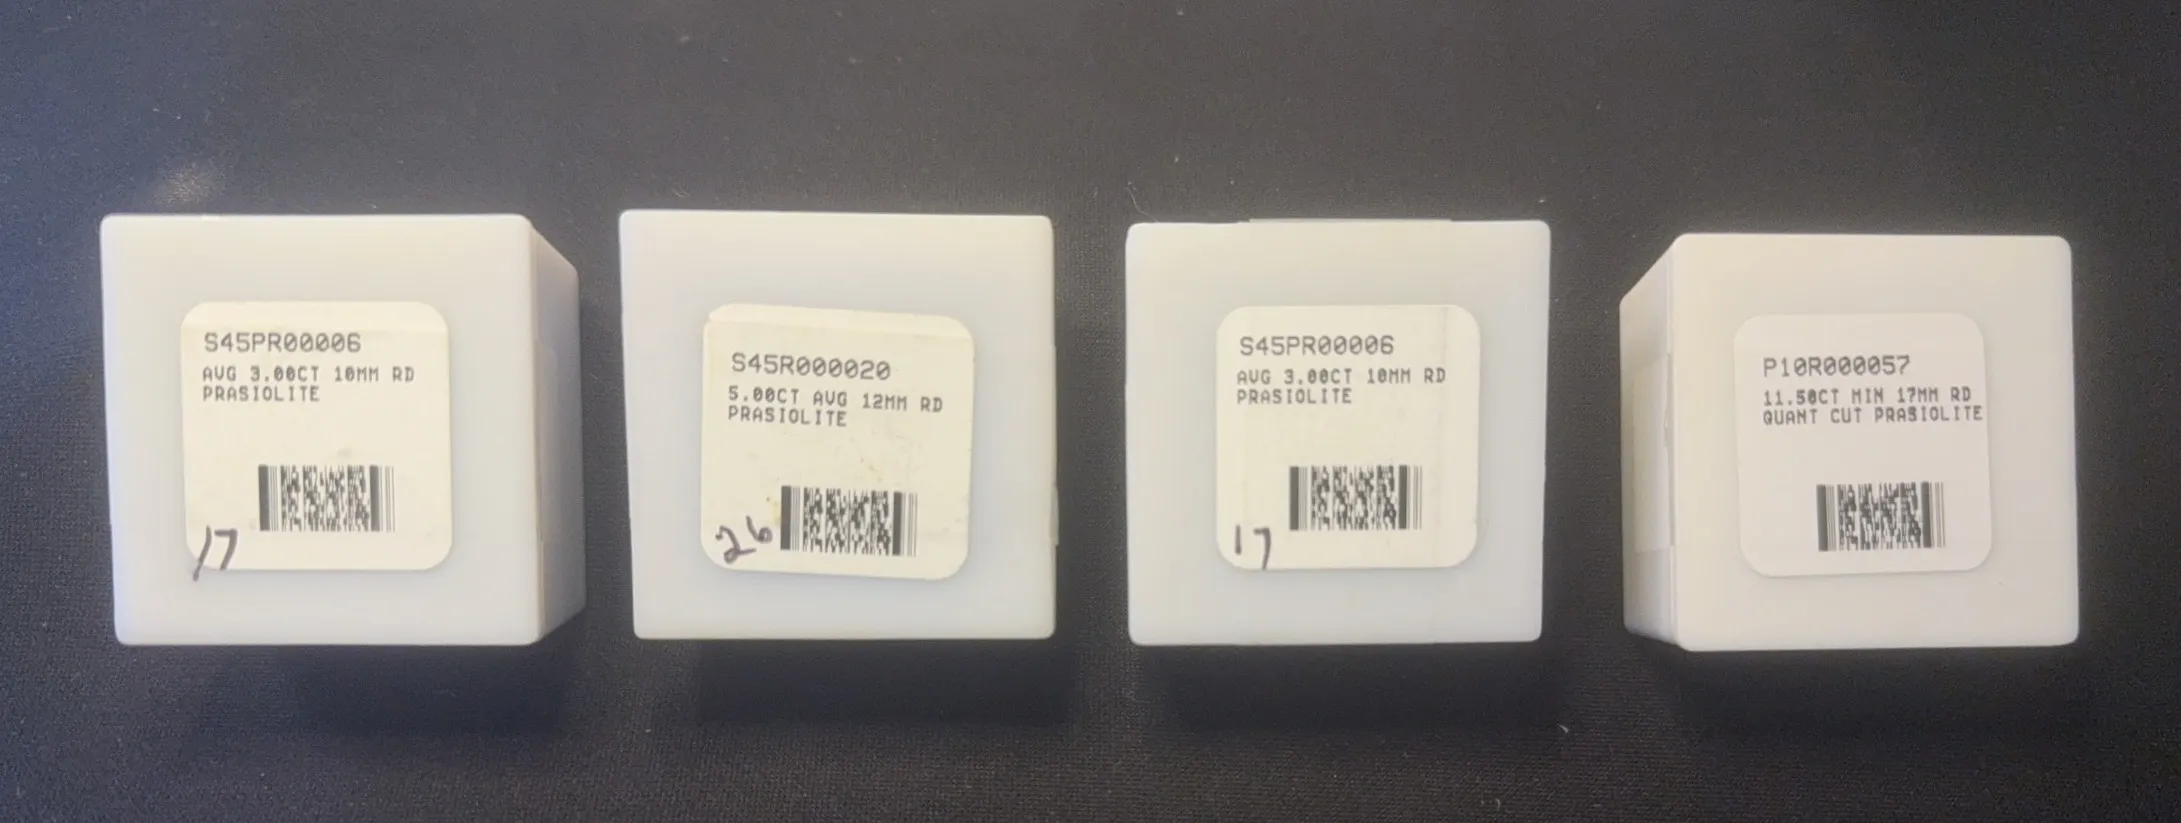 S45PR00006
AVG 3.00CT 10MM RD
PRASIOLITE
17
S45R000020
5.00CT AVG 12MM RD
PRASIOLITE
26
S45PR00006
AVG 3.00CT 10MM RD
PRASIOLITE
17
P10R000057
11.50CT MIN 17MM RD
QUANT CUT PRASIOLITE